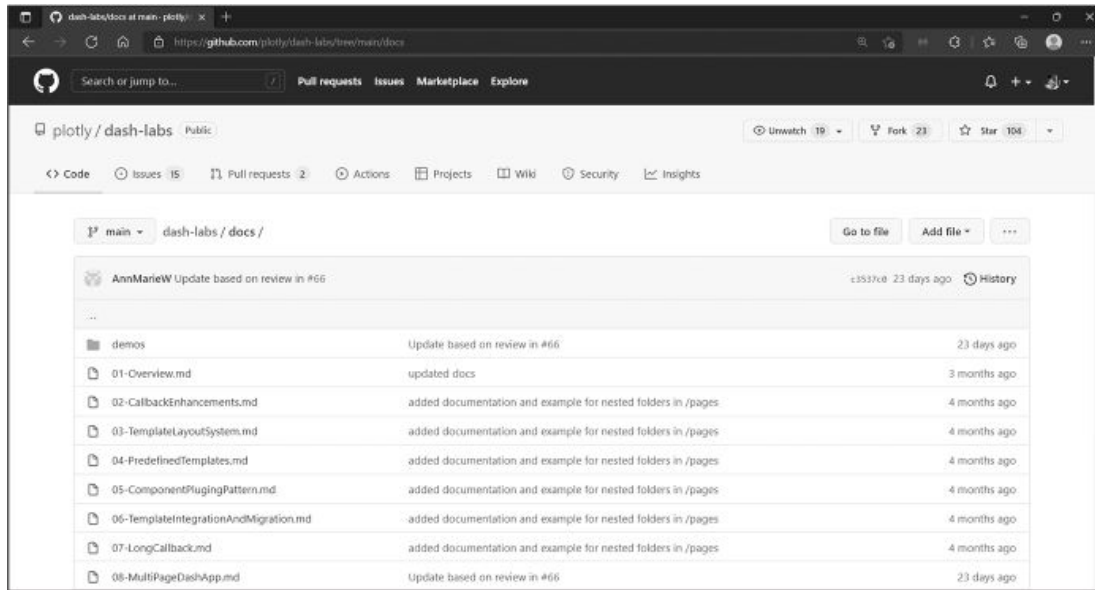 dash-labs/docs at main · plotly/
https://github.com/plotly/dash-labs/tree/main/docs
Search or jump to... / Pull requests Issues Marketplace Explore
plotly / dash-labs Public Unwatch 19 Fork 23 Star 104
<> Code Issues 15 Pull requests 2 Actions Projects Wiki Security Insights
main dash-labs / docs / Go to file Add file ...
AnnMarieW Update based on review in #66 c3537c0 23 days ago History
..
demos Update based on review in #66 23 days ago
01-Overview.md updated docs 3 months ago
02-CallbackEnhancements.md added documentation and example for nested folders in /pages 4 months ago
03-TemplateLayoutSystem.md added documentation and example for nested folders in /pages 4 months ago
04-PredefinedTemplates.md added documentation and example for nested folders in /pages 4 months ago
05-ComponentPlugingPattern.md added documentation and example for nested folders in /pages 4 months ago
06-TemplateIntegrationAndMigration.md added documentation and example for nested folders in /pages 4 months ago
07-LongCallback.md added documentation and example for nested folders in /pages 4 months ago
08-MultiPageDashApp.md Update based on review in #66 23 days ago